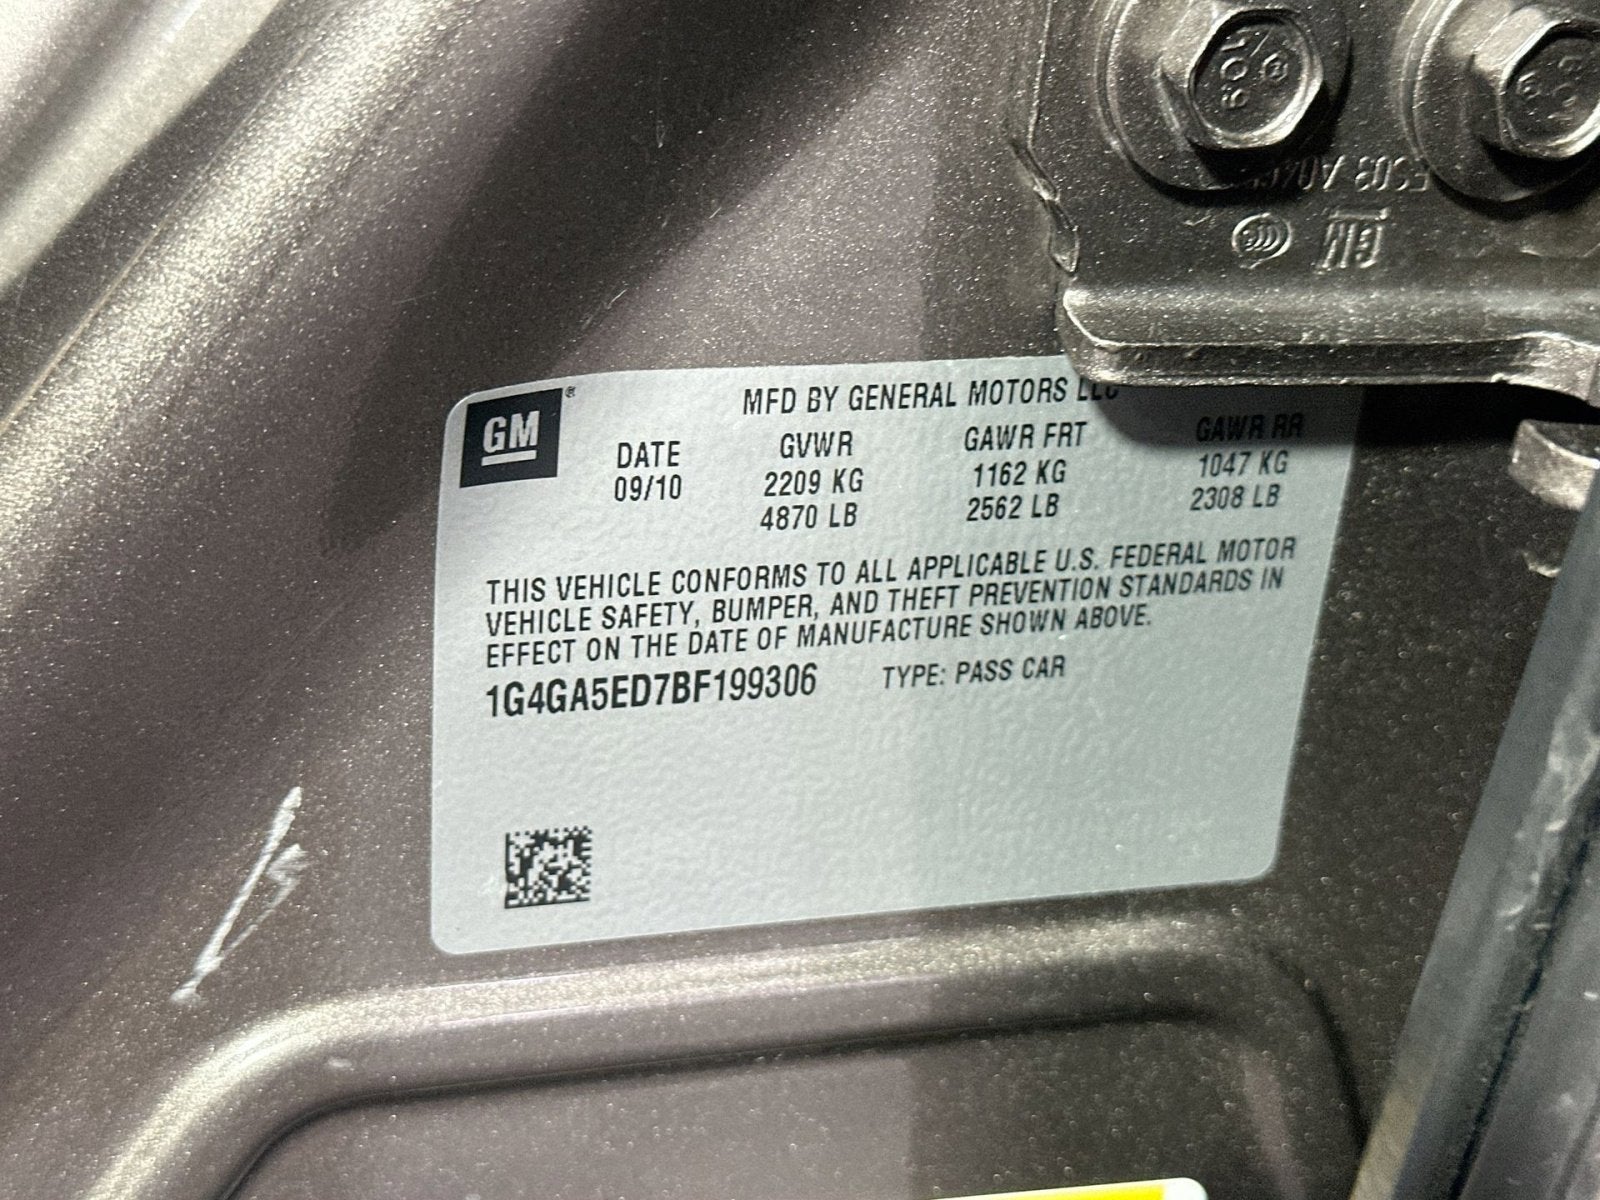 601
GM
GM ®
MFD BY GENERAL MOTORS LLC
DATE GVWR GAWR FRT GAWR RR
09/10 2209 KG 1162 KG 1047 KG
4870 LB 2562 LB 2308 LB
THIS VEHICLE CONFORMS TO ALL APPLICABLE U.S. FEDERAL MOTOR
VEHICLE SAFETY, BUMPER, AND THEFT PREVENTION STANDARDS IN
EFFECT ON THE DATE OF MANUFACTURE SHOWN ABOVE.
1G4GA5ED7BF199306 TYPE: PASS CAR